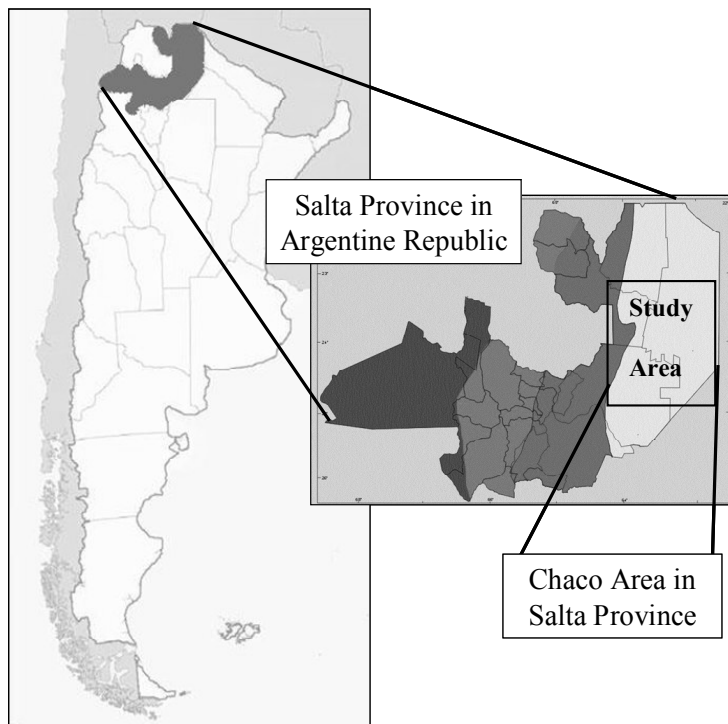 Salta Province in
Argentine Republic
Study
Area
Chaco Area in
Salta Province